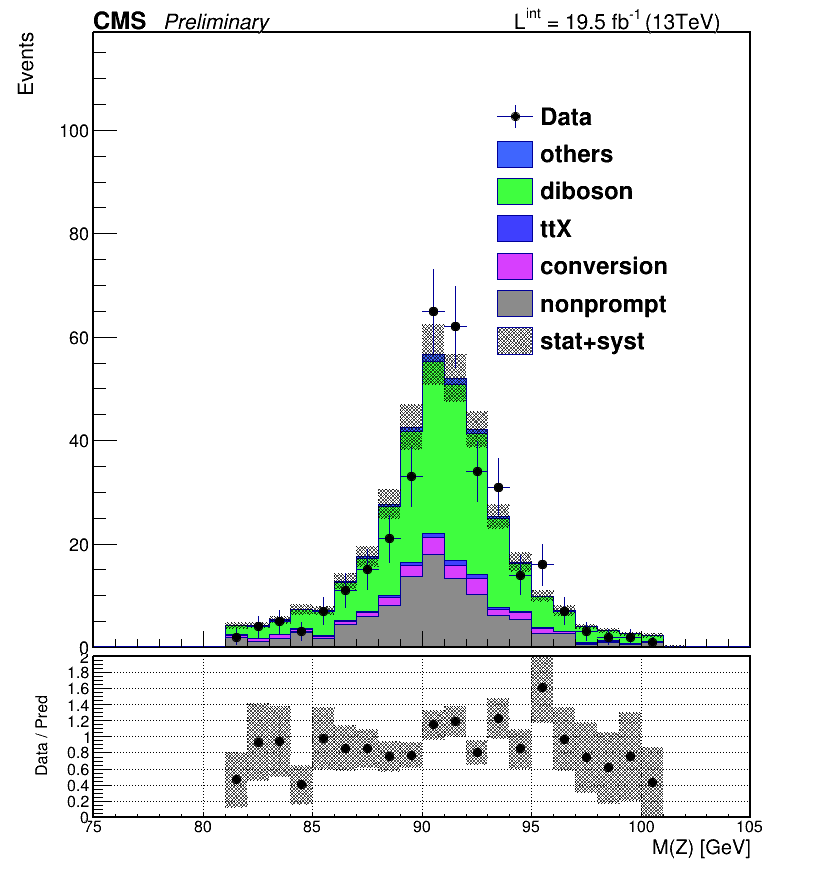 CMS Preliminary L^int = 19.5 fb^-1 (13TeV)
Events
100
80
60
40
20
0
Data
others
diboson
ttX
conversion
nonprompt
stat+syst
Data / Pred
2
1.8
1.6
1.4
1.2
1
0.8
0.6
0.4
0.2
0
75 80 85 90 95 100 105
M(Z) [GeV]